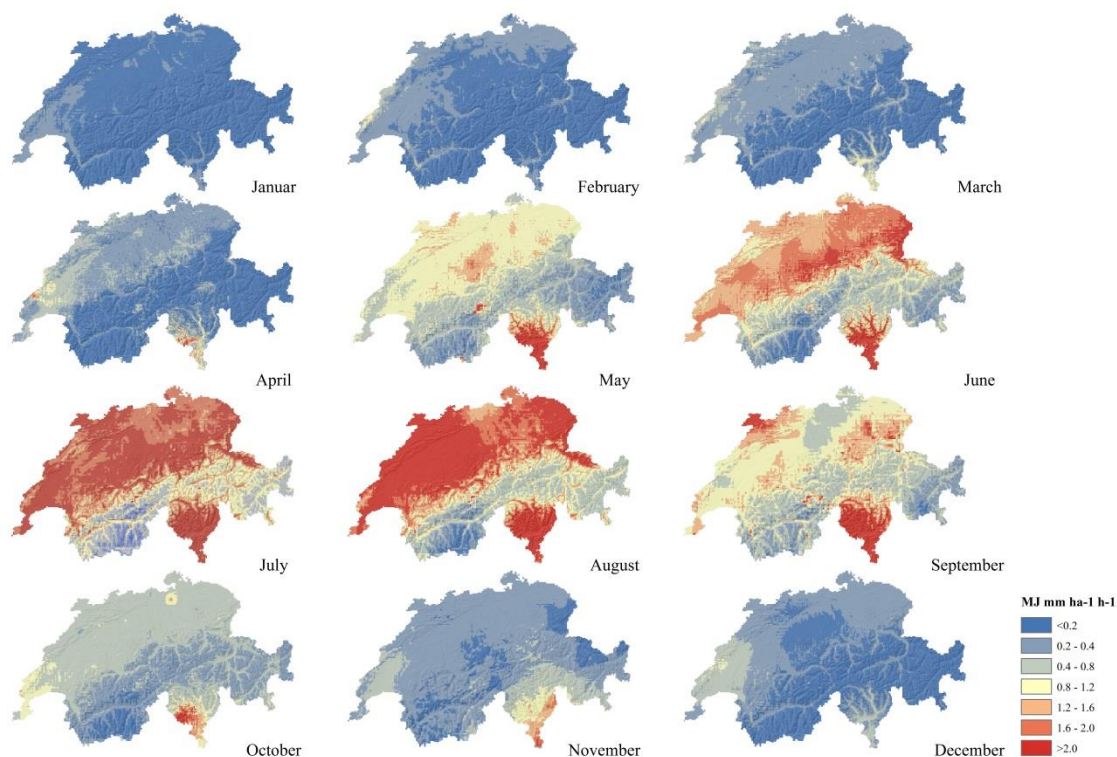 Januar
February
March
April
May
June
July
August
September
MJ mm ha-1 h-1
<0.2
0.2 - 0.4
0.4 - 0.8
0.8 - 1.2
1.2 - 1.6
1.6 - 2.0
>2.0
October
November
December